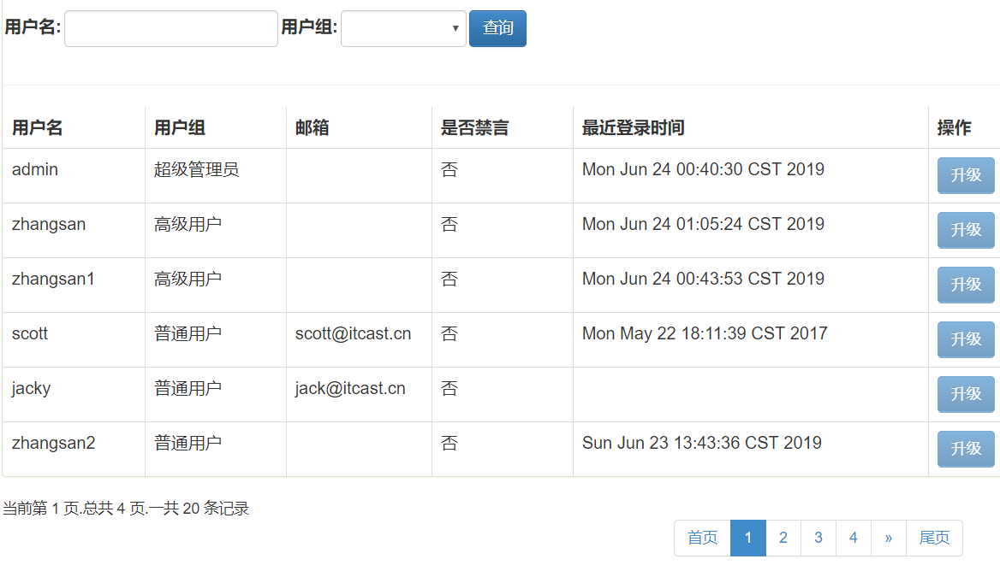 用户名: 用户组: 查询
用户名 用户组 邮箱 是否禁言 最近登录时间 操作
admin 超级管理员 否 Mon Jun 24 00:40:30 CST 2019 升级
zhangsan 高级用户 否 Mon Jun 24 01:05:24 CST 2019 升级
zhangsan1 高级用户 否 Mon Jun 24 00:43:53 CST 2019 升级
scott 普通用户 scott@itcast.cn 否 Mon May 22 18:11:39 CST 2017 升级
jacky 普通用户 jack@itcast.cn 否 升级
zhangsan2 普通用户 否 Sun Jun 23 13:43:36 CST 2019 升级
当前第 1 页.总共 4 页.一共 20 条记录
首页 1 2 3 4 » 尾页